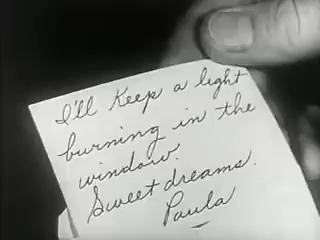 I'll keep a light
burning in the
window.
Sweet dreams.
Paula